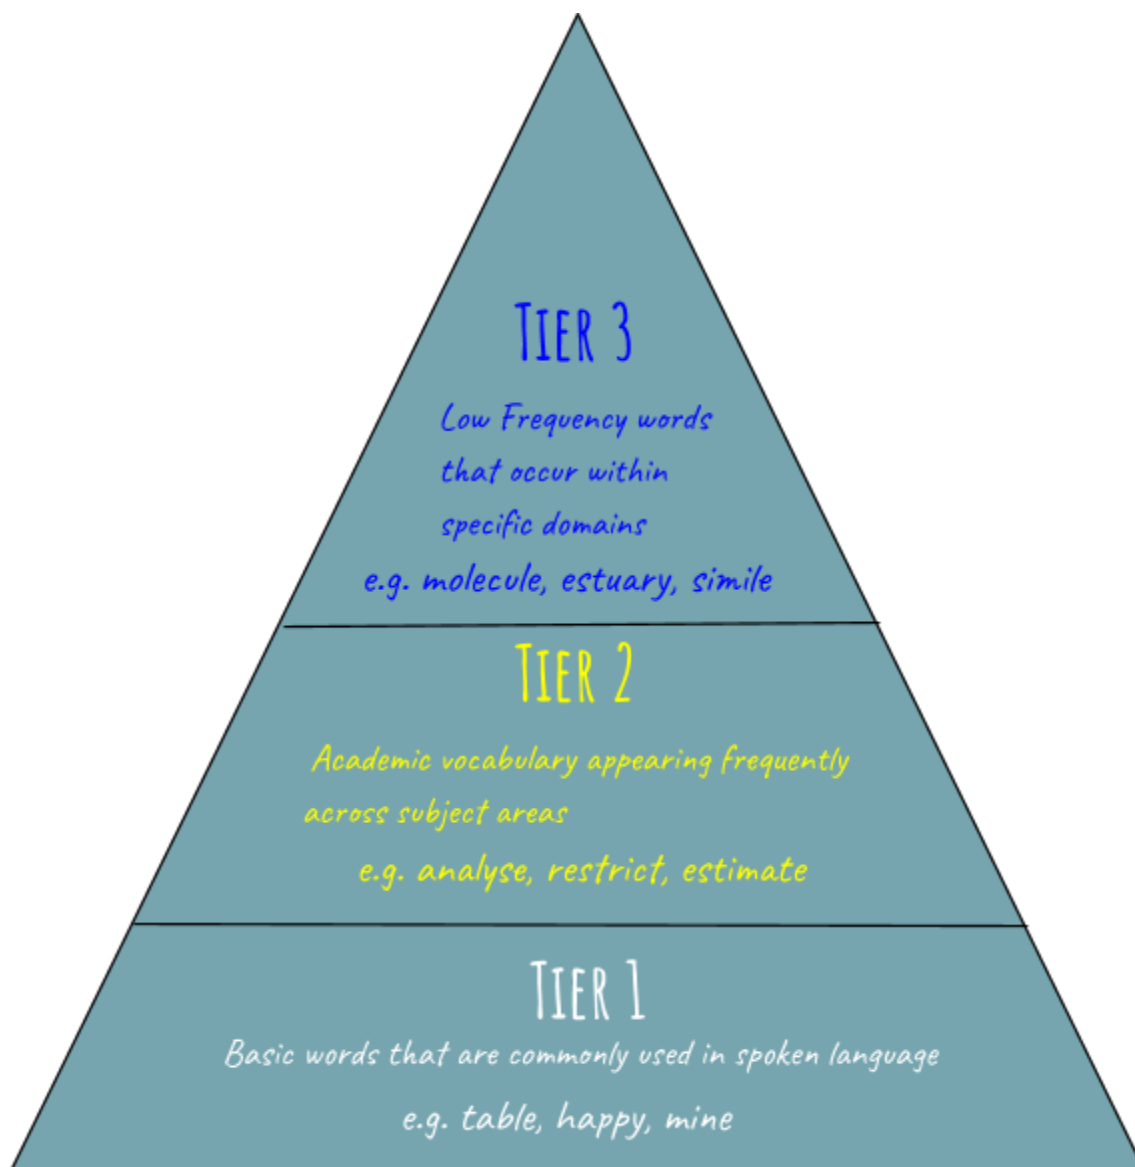 TIER 3
Low Frequency words
that occur within
specific domains
e.g. molecule, estuary, simile
TIER 2
Academic vocabulary appearing frequently
across subject areas
e.g. analyse, restrict, estimate
TIER 1
Basic words that are commonly used in spoken language
e.g. table, happy, mine